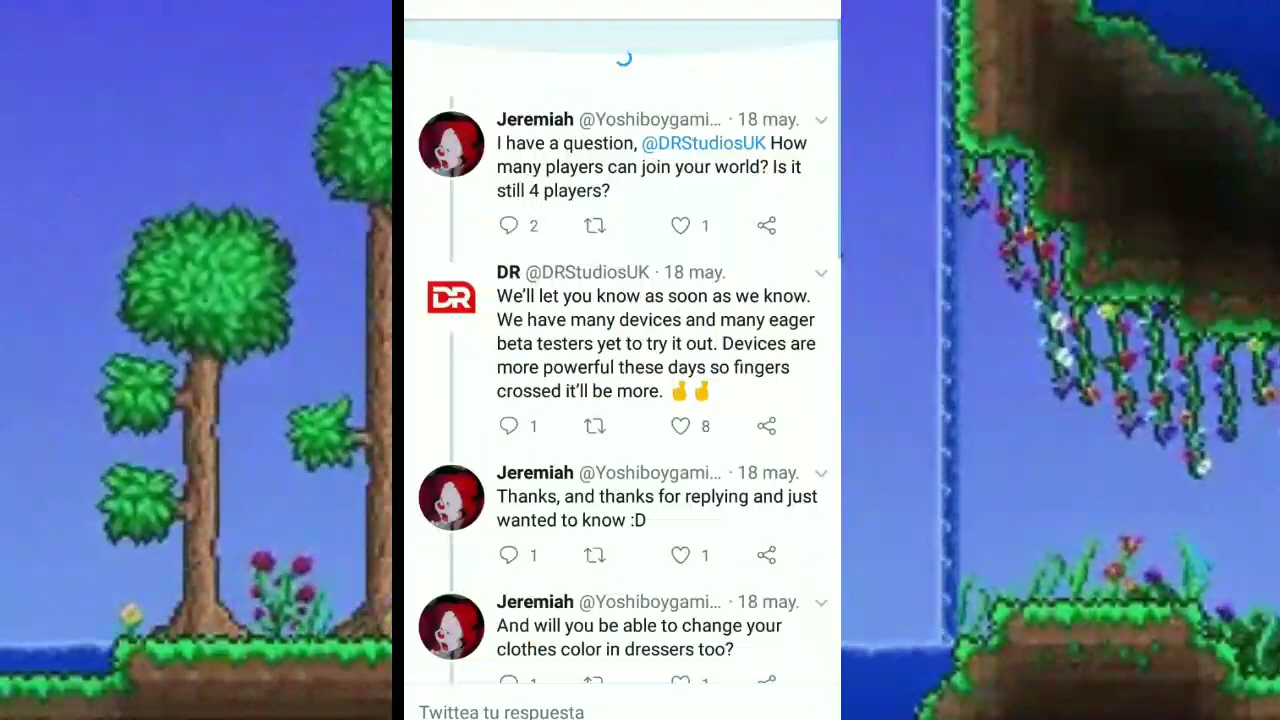 Jeremiah @Yoshiboygami... · 18 may.
I have a question, @DRStudiosUK How
many players can join your world? Is it
still 4 players?
2 1
DR @DRStudiosUK · 18 may.
DR
We'll let you know as soon as we know.
We have many devices and many eager
beta testers yet to try it out. Devices are
more powerful these days so fingers
crossed it'll be more. 🤞🤞
1 8
Jeremiah @Yoshiboygami... · 18 may.
Thanks, and thanks for replying and just
wanted to know :D
1 1
Jeremiah @Yoshiboygami... · 18 may.
And will you be able to change your
clothes color in dressers too?
1 1
Twittea tu respuesta